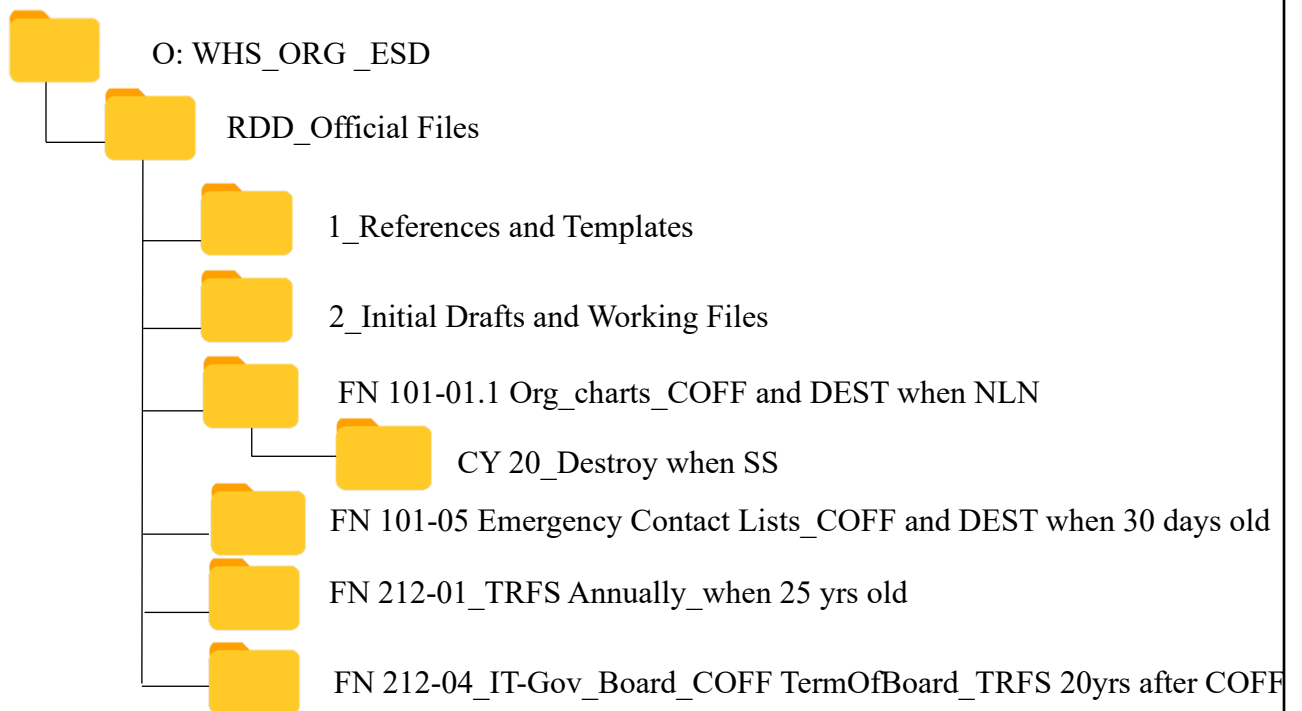 O: WHS_ORG _ESD
RDD_Official Files
1_References and Templates
2_Initial Drafts and Working Files
FN 101-01.1 Org_charts_COFF and DEST when NLN
CY 20_Destroy when SS
FN 101-05 Emergency Contact Lists_COFF and DEST when 30 days old
FN 212-01_TRFS Annually_when 25 yrs old
FN 212-04_IT-Gov_Board_COFF TermOfBoard_TRFS 20yrs after COFF